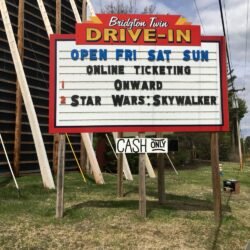 Bridgton Twin
DRIVE-IN
OPEN FRI SAT SUN
ONLINE TICKETING
1 ONWARD
2 STAR WARS: SKYWALKER
CASH ONLY